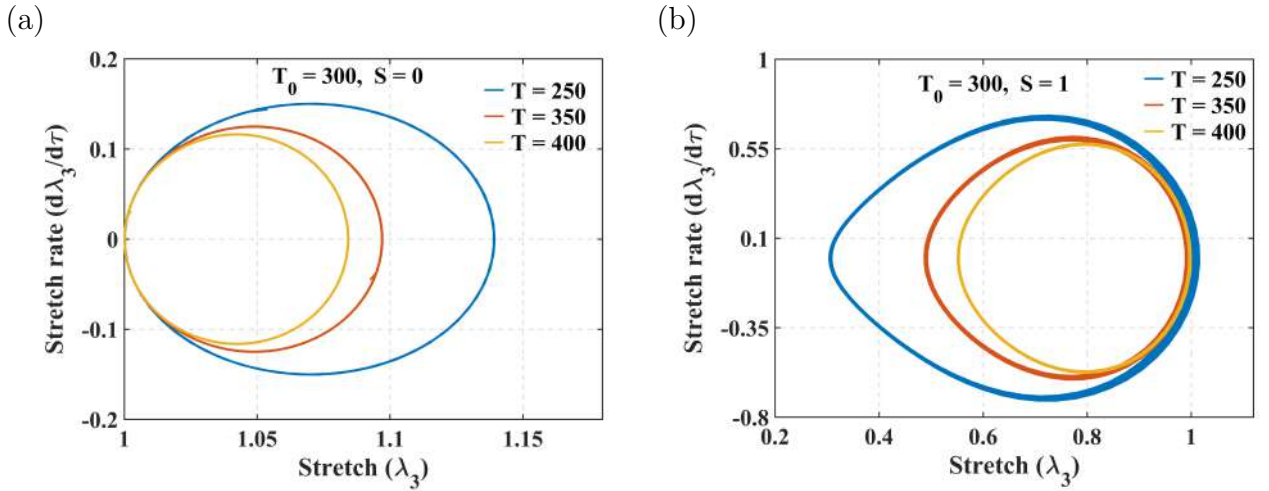 (a)
T₀ = 300, S = 0
T = 250
T = 350
T = 400
Stretch rate (dλ₃/dτ)
0.2
0.1
0
-0.1
-0.2
1
1.05
1.1
1.15
Stretch (λ₃)
(b)
T₀ = 300, S = 1
T = 250
T = 350
T = 400
Stretch rate (dλ₃/dτ)
1
0.55
0.1
-0.35
-0.8
0.2
0.4
0.6
0.8
1
Stretch (λ₃)